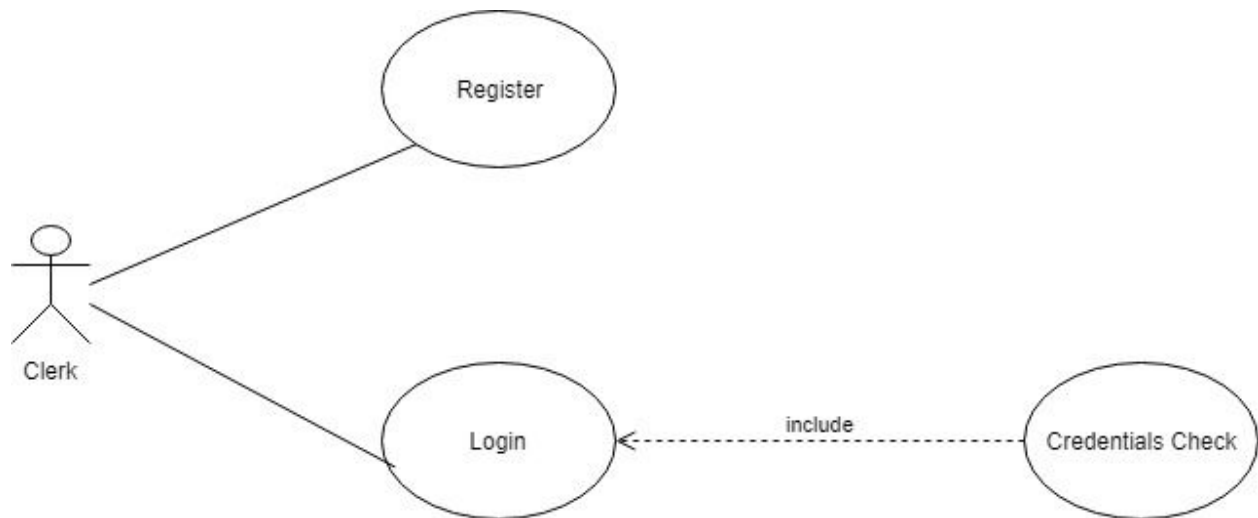 Register
Clerk
Login
include
Credentials Check